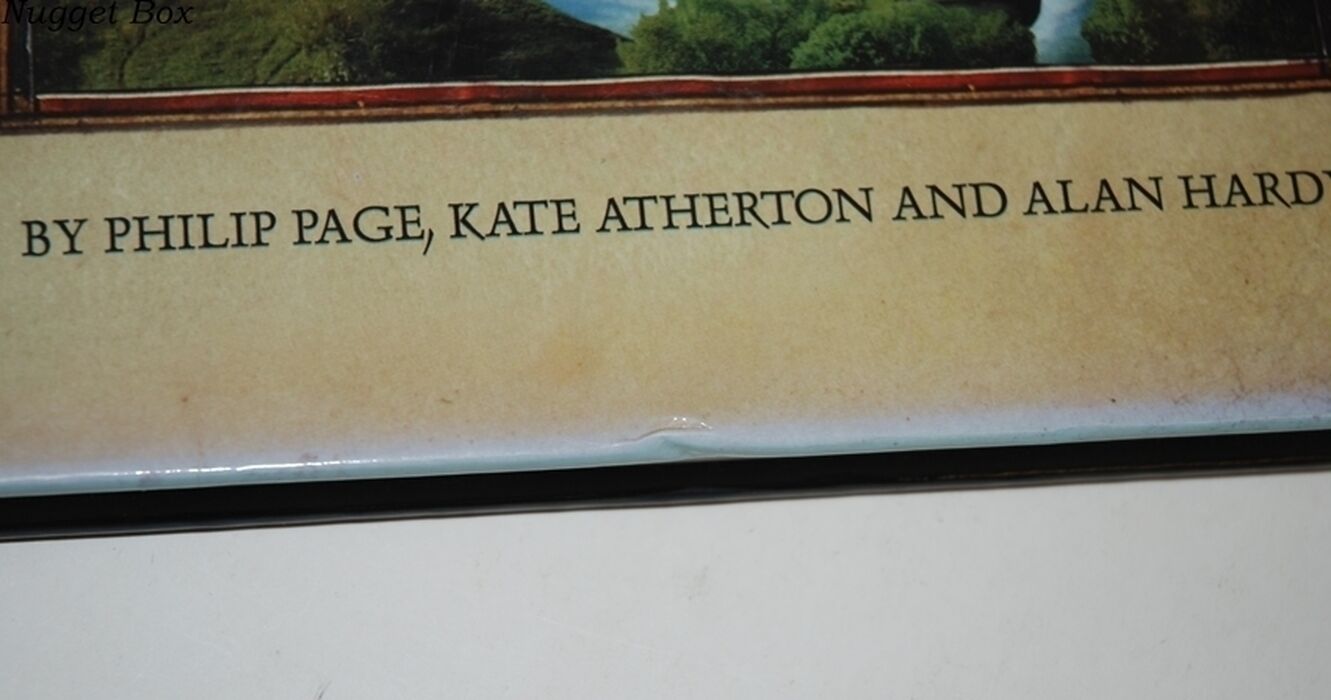 Nugget Box
BY PHILIP PAGE, KATE ATHERTON AND ALAN HARDY